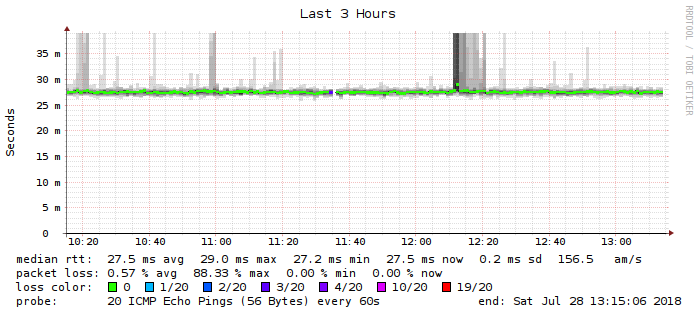 Last 3 Hours
RRDTOOL / TOBI OETIKER
Seconds
35 m
30 m
25 m
20 m
15 m
10 m
5 m
0
10:20 10:40 11:00 11:20 11:40 12:00 12:20 12:40 13:00
median rtt: 27.5 ms avg 29.0 ms max 27.2 ms min 27.5 ms now 0.2 ms sd 156.5 am/s
packet loss: 0.57 % avg 88.33 % max 0.00 % min 0.00 % now
loss color: 0 1/20 2/20 3/20 4/20 10/20 19/20
probe: 20 ICMP Echo Pings (56 Bytes) every 60s end: Sat Jul 28 13:15:06 2018